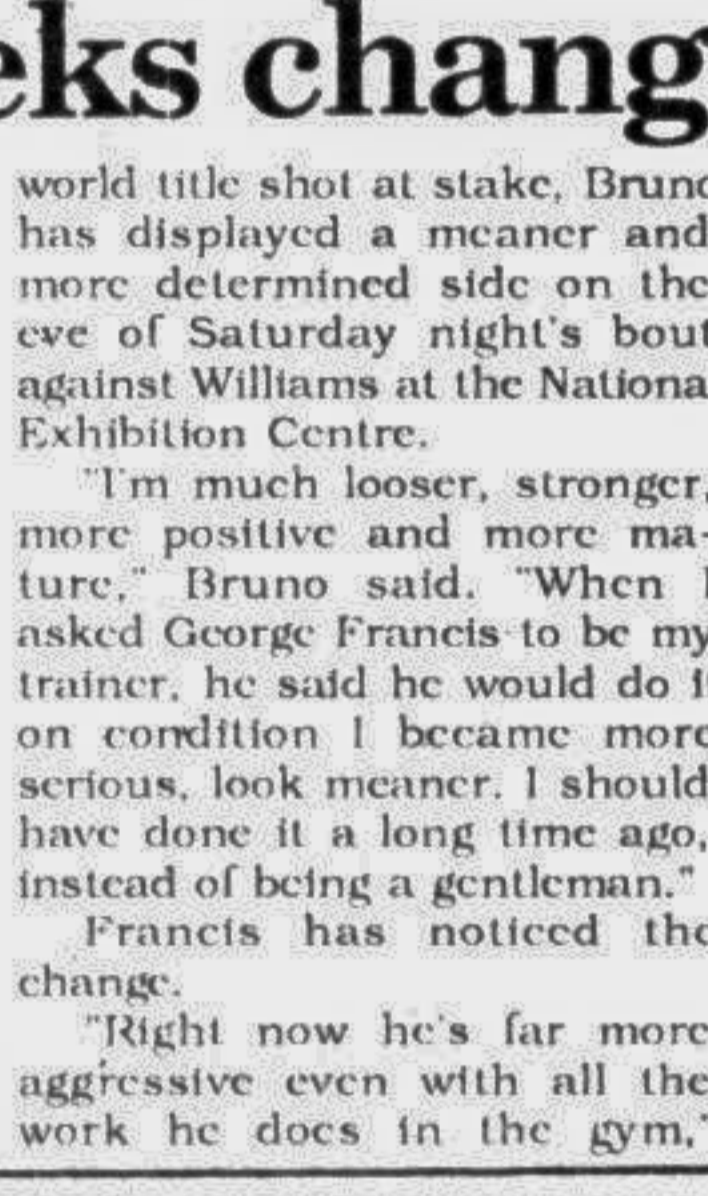 eks chang
world title shot at stake, Bruno
has displayed a meaner and
more determined side on the
eve of Saturday night's bout
against Williams at the Nationa
Exhibition Centre.
"I'm much looser, stronger,
more positive and more ma-
ture," Bruno said. "When I
asked George Francis to be my
trainer, he said he would do it
on condition I became more
serious, look meaner. I should
have done it a long time ago,
instead of being a gentleman."
Francis has noticed the
change.
"Right now he's far more
aggressive even with all the
work he does in the gym,"